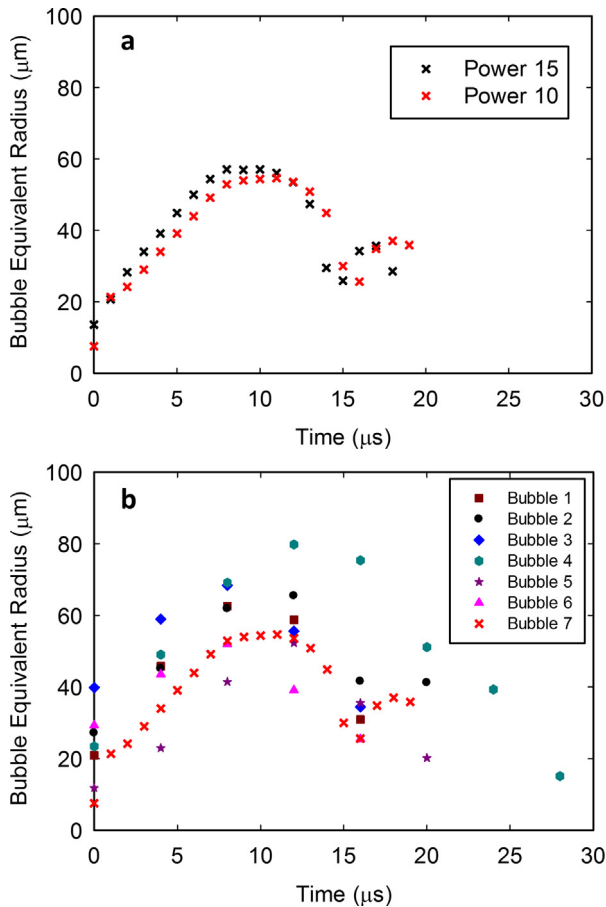 a
Power 15
Power 10
100
80
60
40
20
0
Bubble Equivalent Radius (μm)
0 5 10 15 20 25 30
Time (μs)
b
Bubble 1
Bubble 2
Bubble 3
Bubble 4
Bubble 5
Bubble 6
Bubble 7
100
80
60
40
20
0
Bubble Equivalent Radius (μm)
0 5 10 15 20 25 30
Time (μs)